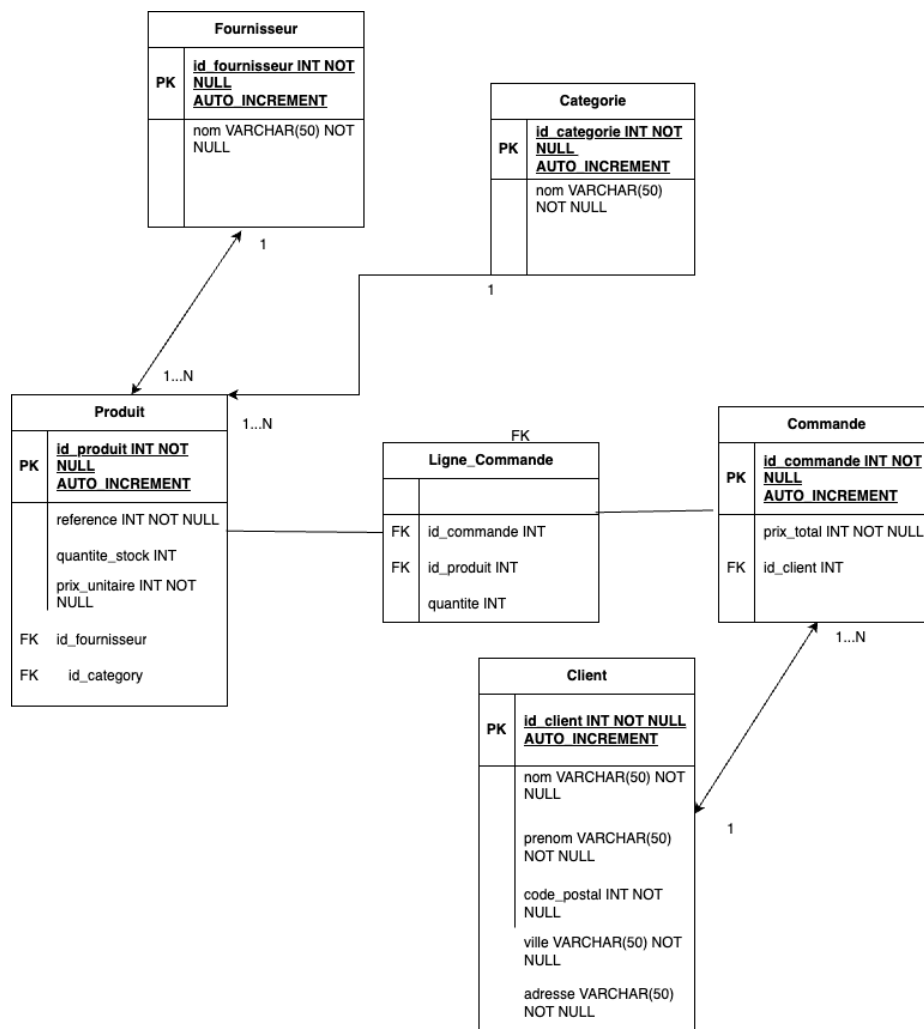 Fournisseur
PK
id_fournisseur INT NOT
NULL
AUTO_INCREMENT
nom VARCHAR(50) NOT
NULL
1
Categorie
PK
id_categorie INT NOT
NULL
AUTO_INCREMENT
nom VARCHAR(50)
NOT NULL
1
1...N
1...N
Produit
PK
id_produit INT NOT
NULL
AUTO_INCREMENT
reference INT NOT NULL
quantite_stock INT
prix_unitaire INT NOT
NULL
FK id_fournisseur
FK id_category
FK
Ligne_Commande
FK id_commande INT
FK id_produit INT
quantite INT
Commande
PK
id_commande INT NOT
NULL
AUTO_INCREMENT
prix_total INT NOT NULL
FK id_client INT
1...N
Client
PK
id_client INT NOT NULL
AUTO_INCREMENT
nom VARCHAR(50) NOT
NULL
prenom VARCHAR(50)
NOT NULL
code_postal INT NOT
NULL
ville VARCHAR(50) NOT
NULL
adresse VARCHAR(50)
NOT NULL
1